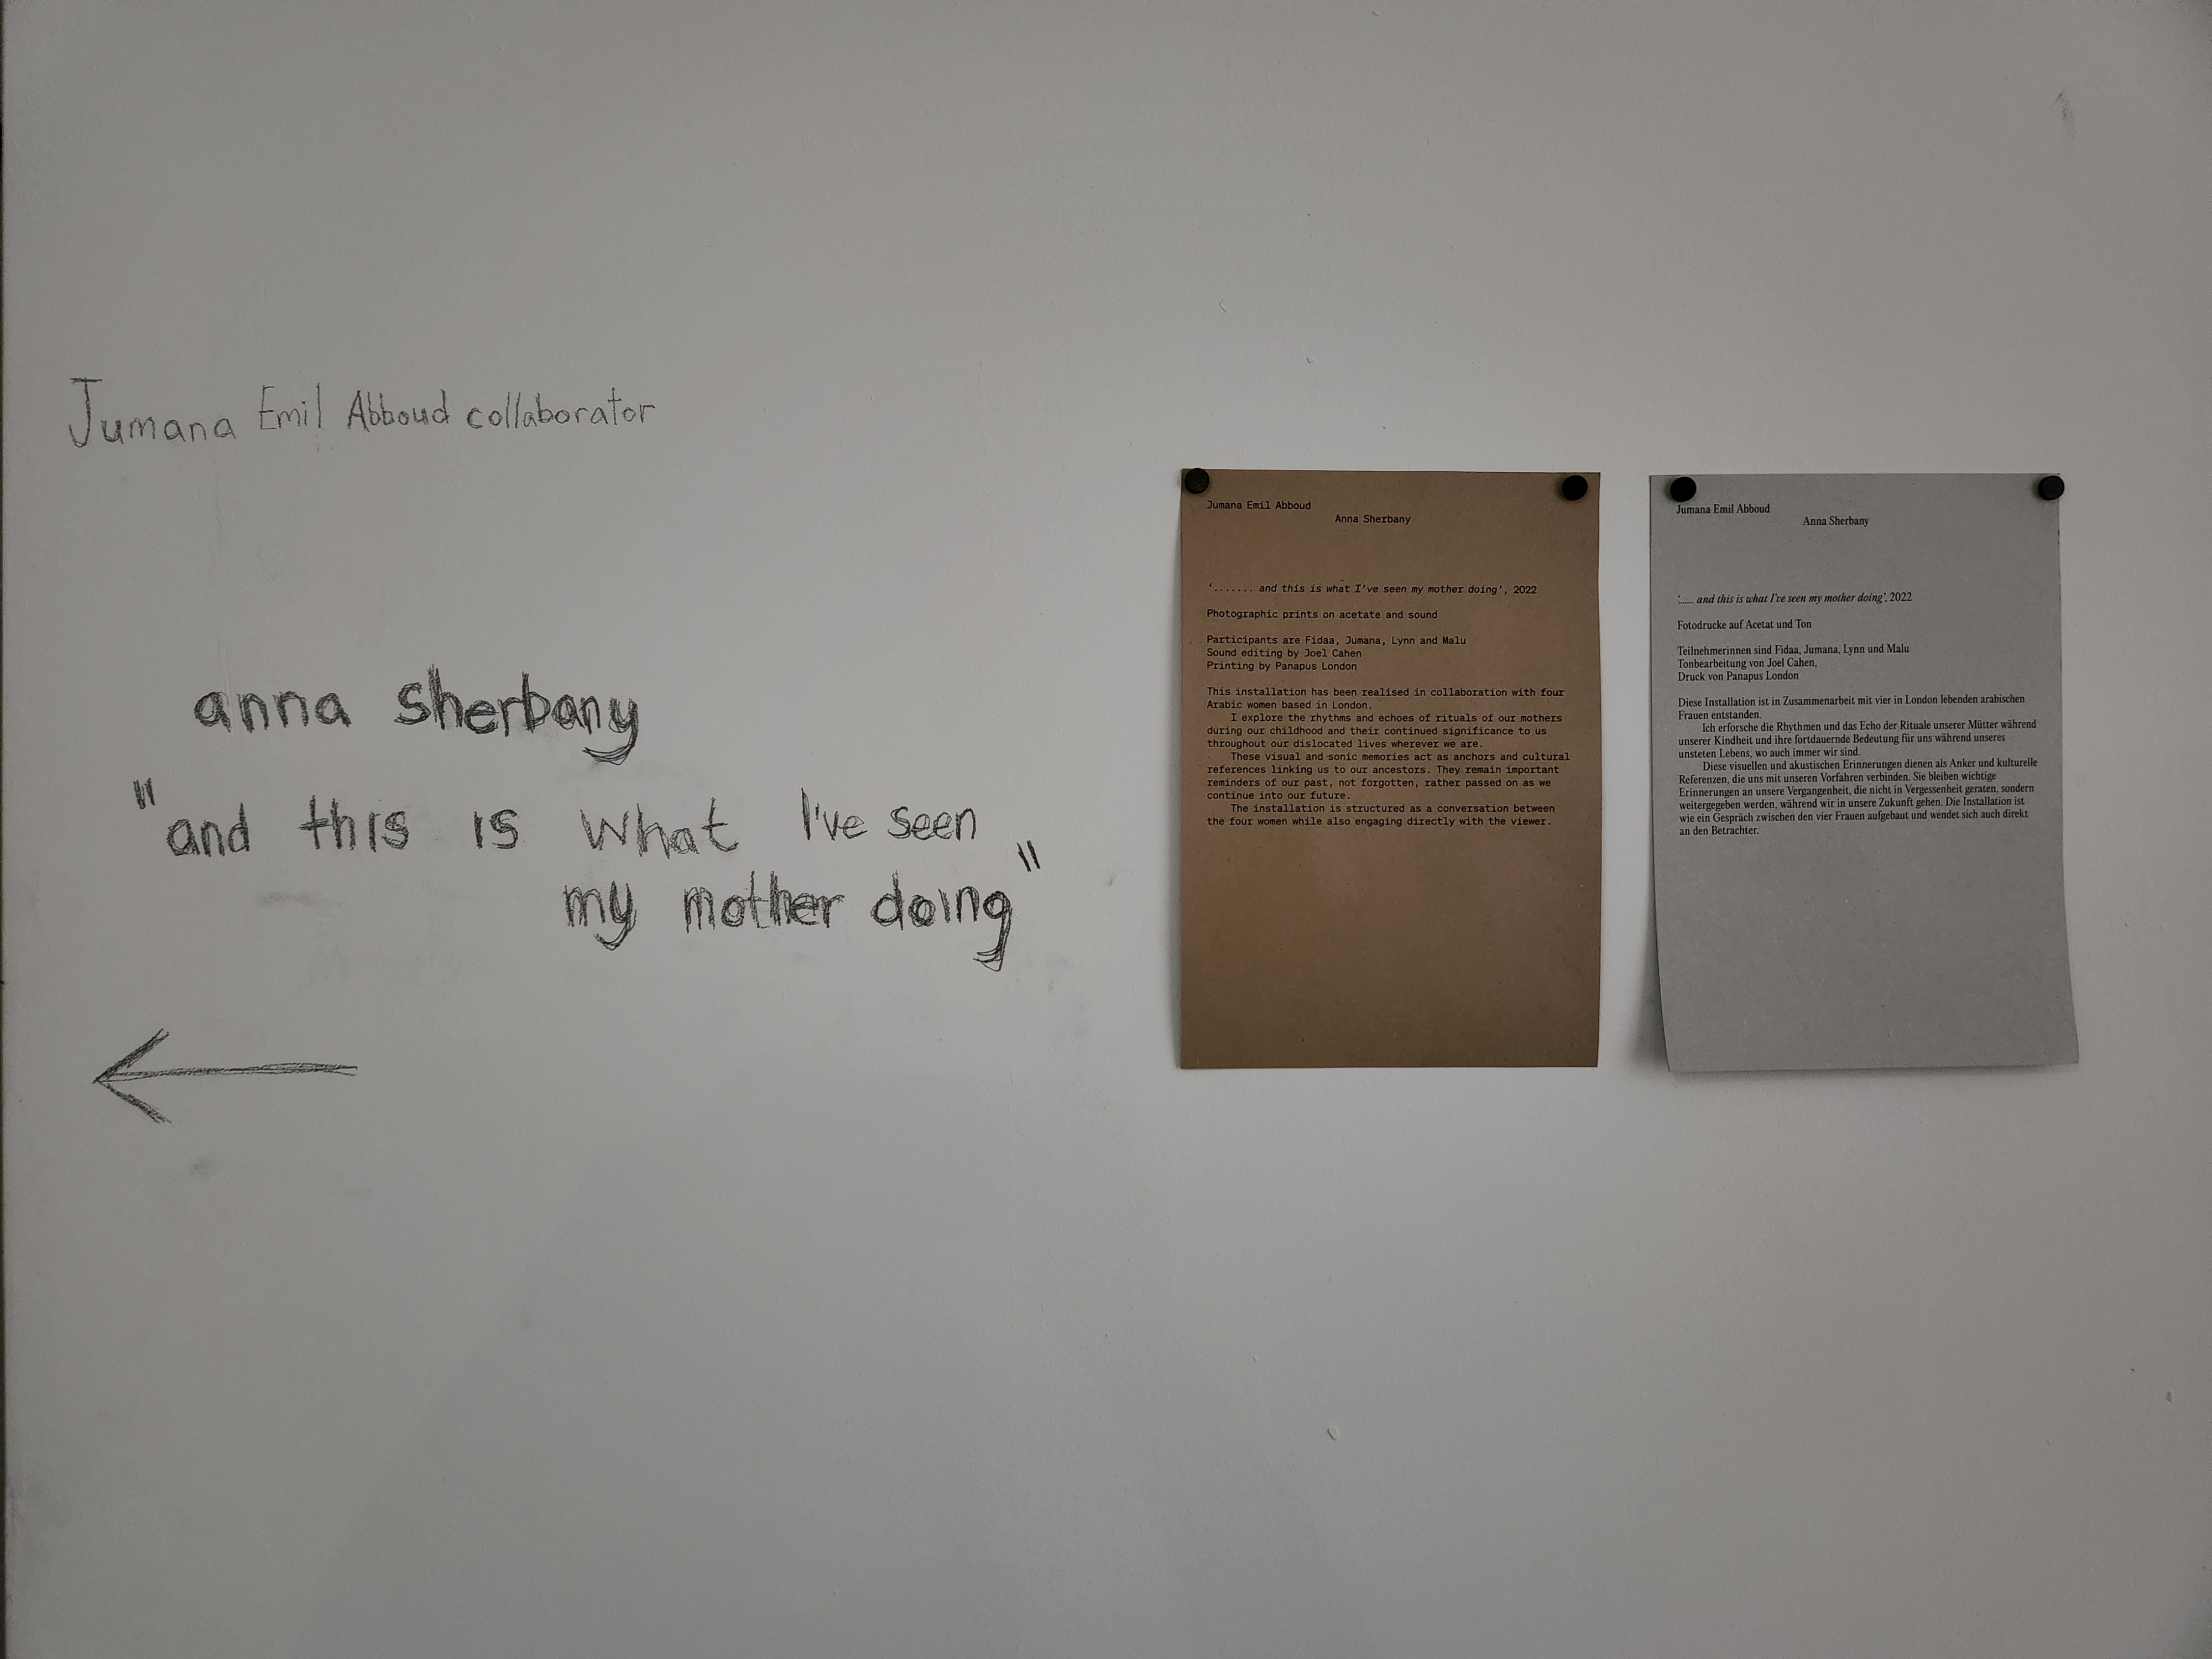 Jumana Emil Abboud collaborator
anna sherbany
"and this is what I've seen
my mother doing"
Jumana Emil Abboud
Anna Sherbany
'....... and this is what I've seen my mother doing', 2022
Photographic prints on acetate and sound
Participants are Fidaa, Jumana, Lynn and Malu
Sound editing by Joel Cahen
Printing by Panapus London
This installation has been realised in collaboration with four
Arabic women based in London.
I explore the rhythms and echoes of rituals of our mothers
during our childhood and their continued significance to us
throughout our dislocated lives wherever we are.
These visual and sonic memories act as anchors and cultural
references linking us to our ancestors. They remain important
reminders of our past, not forgotten, rather passed on as we
continue into our future.
The installation is structured as a conversation between
the four women while also engaging directly with the viewer.
Jumana Emil Abboud
Anna Sherbany
'...... and this is what I've seen my mother doing', 2022
Fotodrucke auf Acetat und Ton
Teilnehmerinnen sind Fidaa, Jumana, Lynn und Malu
Tonbearbeitung von Joel Cahen,
Druck von Panapus London
Diese Installation ist in Zusammenarbeit mit vier in London lebenden arabischen
Frauen entstanden.
Ich erforsche die Rhythmen und das Echo der Rituale unserer Mütter während
unserer Kindheit und ihre fortdauernde Bedeutung für uns während unseres
unsteten Lebens, wo auch immer wir sind.
Diese visuellen und akustischen Erinnerungen dienen als Anker und kulturelle
Referenzen, die uns mit unseren Vorfahren verbinden. Sie bleiben wichtige
Erinnerungen an unsere Vergangenheit, die nicht in Vergessenheit geraten, sondern
weitergegeben werden, während wir in unsere Zukunft gehen. Die Installation ist
wie ein Gespräch zwischen den vier Frauen aufgebaut und wendet sich auch direkt
an den Betrachter.